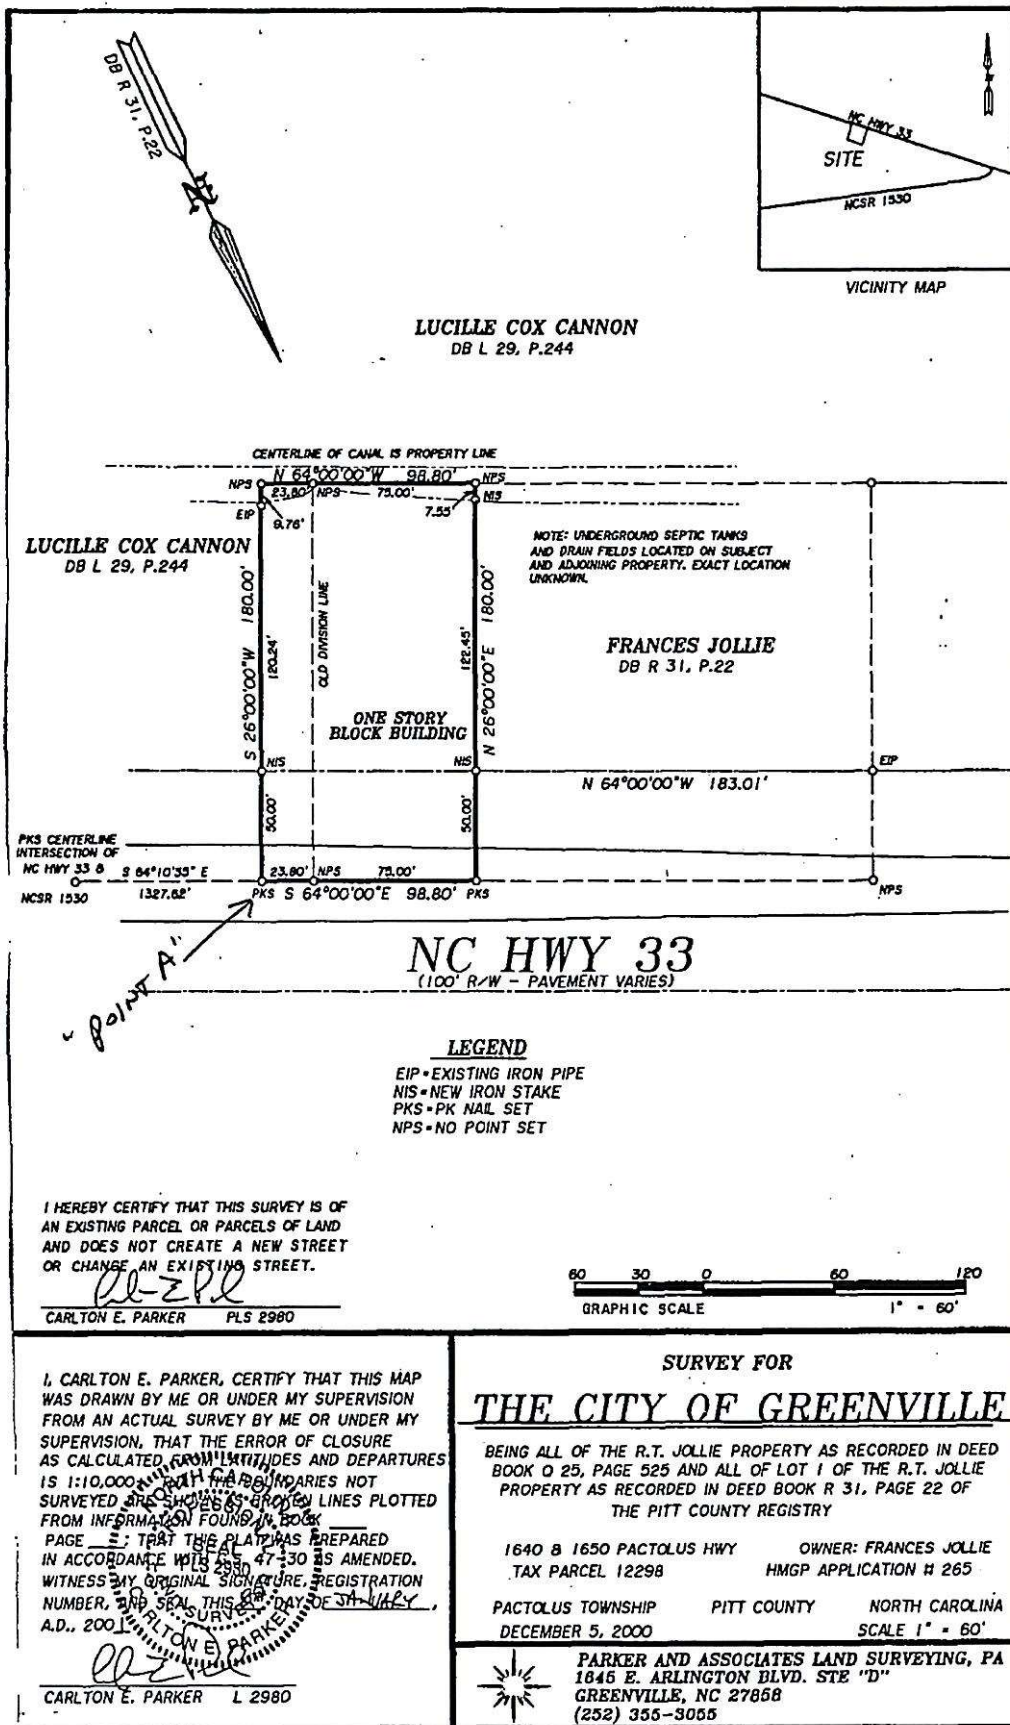 DB R 31, P.22
N
NC HWY 33
SITE
NCSR 1530
VICINITY MAP
LUCILLE COX CANNON
DB L 29, P.244
CENTERLINE OF CANAL IS PROPERTY LINE
NPS N 64°00'00"W 98.80' NPS
23.80' NPS 75.00' NIS
EIP 9.76' 7.55'
NOTE: UNDERGROUND SEPTIC TANKS
AND DRAIN FIELDS LOCATED ON SUBJECT
AND ADJOINING PROPERTY. EXACT LOCATION
UNKNOWN.
LUCILLE COX CANNON
DB L 29, P.244
S 26°00'00"W 180.00'
120.24'
OLD DIVISION LINE
122.45'
N 26°00'00"E 180.00'
FRANCES JOLLIE
DB R 31, P.22
ONE STORY
BLOCK BUILDING
NIS NIS EIP
N 64°00'00"W 183.01'
50.00' 50.00'
PKS CENTERLINE
INTERSECTION OF
NC HWY 33 &
NCSR 1530
S 64°10'35" E
1327.62'
23.80' NPS 75.00'
PKS S 64°00'00"E 98.80' PKS
NPS
"POINT A"
NC HWY 33
(100' R/W - PAVEMENT VARIES)
LEGEND
EIP=EXISTING IRON PIPE
NIS=NEW IRON STAKE
PKS=PK NAIL SET
NPS=NO POINT SET
I HEREBY CERTIFY THAT THIS SURVEY IS OF
AN EXISTING PARCEL OR PARCELS OF LAND
AND DOES NOT CREATE A NEW STREET
OR CHANGE AN EXISTING STREET.
CARLTON E. PARKER PLS 2980
60 30 0 60 120
GRAPHIC SCALE 1" = 60'
I, CARLTON E. PARKER, CERTIFY THAT THIS MAP
WAS DRAWN BY ME OR UNDER MY SUPERVISION
FROM AN ACTUAL SURVEY BY ME OR UNDER MY
SUPERVISION, THAT THE ERROR OF CLOSURE
AS CALCULATED FROM LATITUDES AND DEPARTURES
IS 1:10,000, THAT THE BOUNDARIES NOT
SURVEYED ARE SHOWN AS BROKEN LINES PLOTTED
FROM INFORMATION FOUND IN BOOK ___
PAGE ___; THAT THIS PLAT WAS PREPARED
IN ACCORDANCE WITH G.S. 47-30 AS AMENDED.
WITNESS MY ORIGINAL SIGNATURE, REGISTRATION
NUMBER, AND SEAL THIS DAY OF JANUARY,
A.D., 2001
NORTH CAROLINA
PROFESSIONAL
SEAL
PLS 2980
SURVEYOR
CARLTON E. PARKER
CARLTON E. PARKER L 2980
SURVEY FOR
THE CITY OF GREENVILLE
BEING ALL OF THE R.T. JOLLIE PROPERTY AS RECORDED IN DEED
BOOK O 25, PAGE 525 AND ALL OF LOT 1 OF THE R.T. JOLLIE
PROPERTY AS RECORDED IN DEED BOOK R 31, PAGE 22 OF
THE PITT COUNTY REGISTRY
1640 & 1650 PACTOLUS HWY OWNER: FRANCES JOLLIE
TAX PARCEL 12298 HMGP APPLICATION # 265
PACTOLUS TOWNSHIP PITT COUNTY NORTH CAROLINA
DECEMBER 5, 2000 SCALE 1" = 60'
PARKER AND ASSOCIATES LAND SURVEYING, PA
1645 E. ARLINGTON BLVD. STE "D"
GREENVILLE, NC 27858
(252) 355-3055